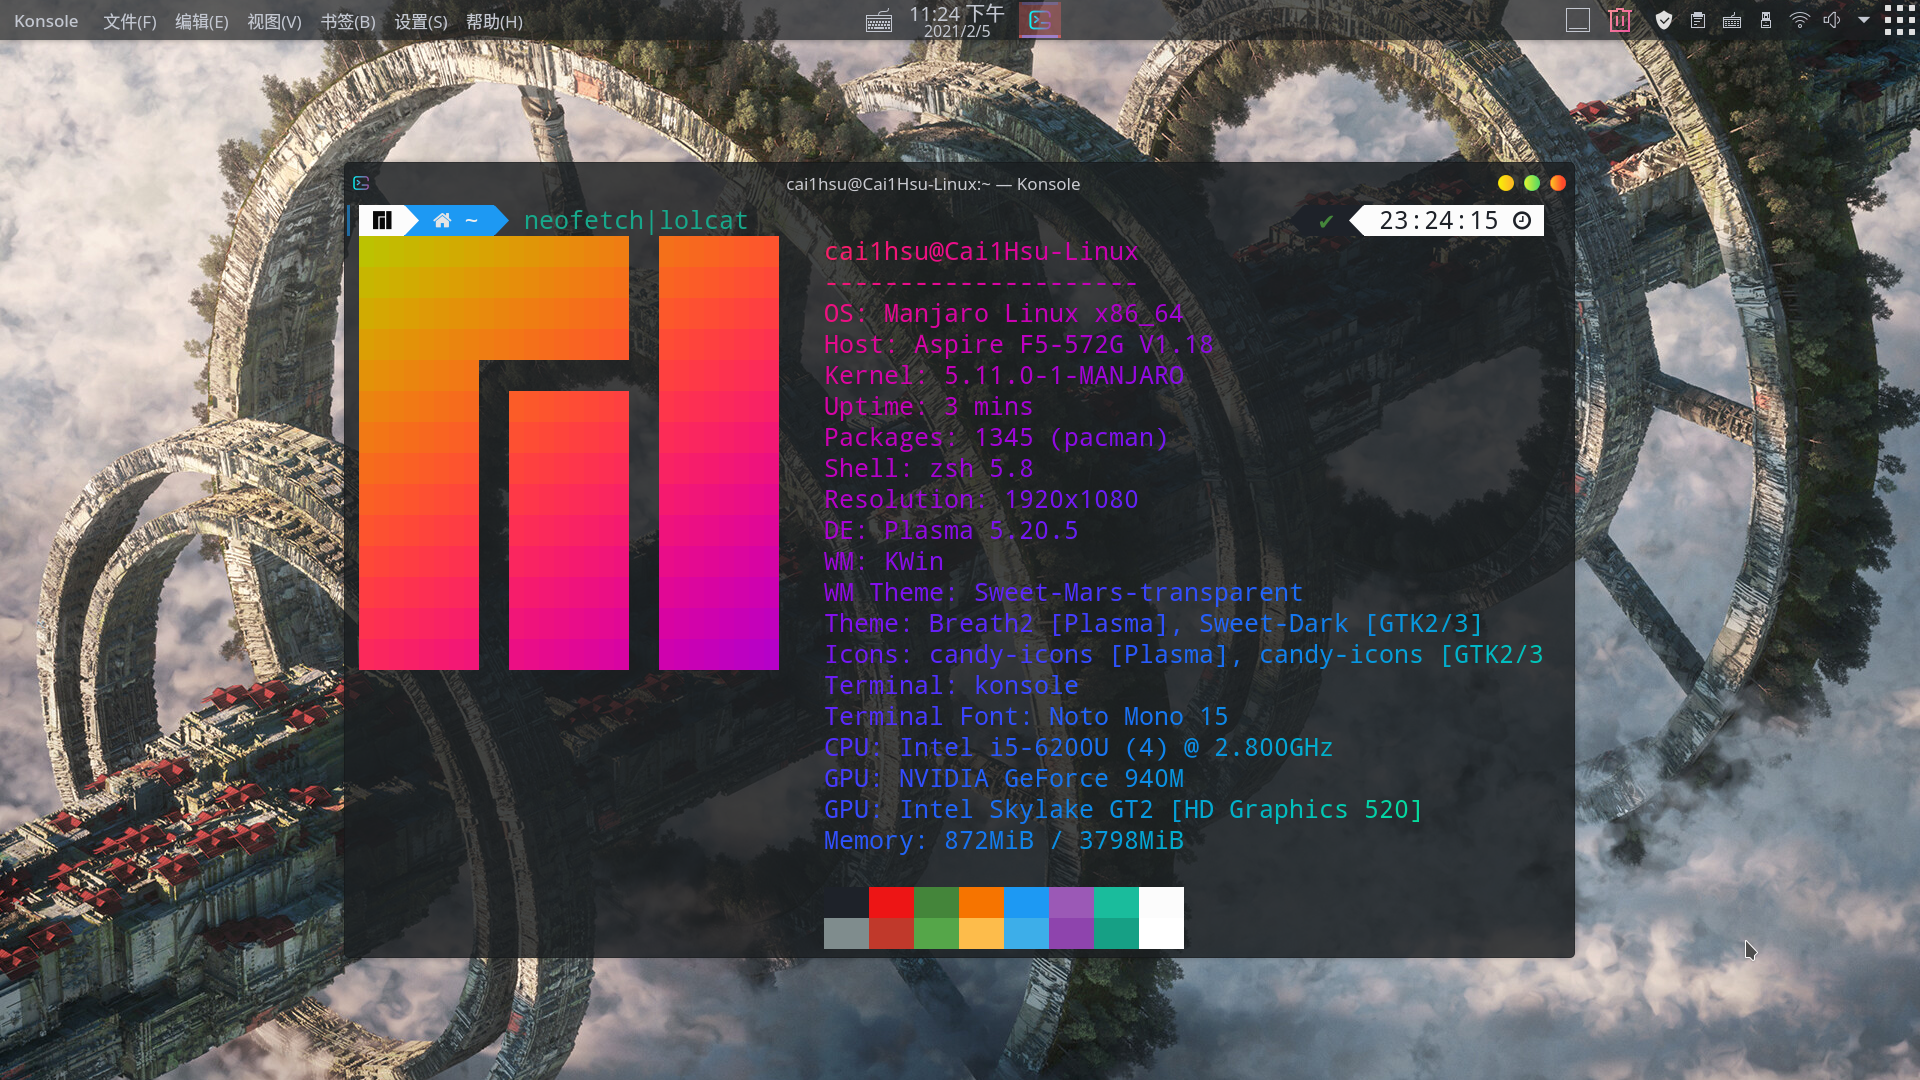 Konsole 文件(F) 编辑(E) 视图(V) 书签(B) 设置(S) 帮助(H)
11:24 下午
2021/2/5
cai1hsu@Cai1Hsu-Linux:~ — Konsole
~ neofetch|lolcat ✔ 23:24:15
cai1hsu@Cai1Hsu-Linux
---------------------
OS: Manjaro Linux x86_64
Host: Aspire F5-572G V1.18
Kernel: 5.11.0-1-MANJARO
Uptime: 3 mins
Packages: 1345 (pacman)
Shell: zsh 5.8
Resolution: 1920x1080
DE: Plasma 5.20.5
WM: KWin
WM Theme: Sweet-Mars-transparent
Theme: Breath2 [Plasma], Sweet-Dark [GTK2/3]
Icons: candy-icons [Plasma], candy-icons [GTK2/3
Terminal: konsole
Terminal Font: Noto Mono 15
CPU: Intel i5-6200U (4) @ 2.800GHz
GPU: NVIDIA GeForce 940M
GPU: Intel Skylake GT2 [HD Graphics 520]
Memory: 872MiB / 3798MiB